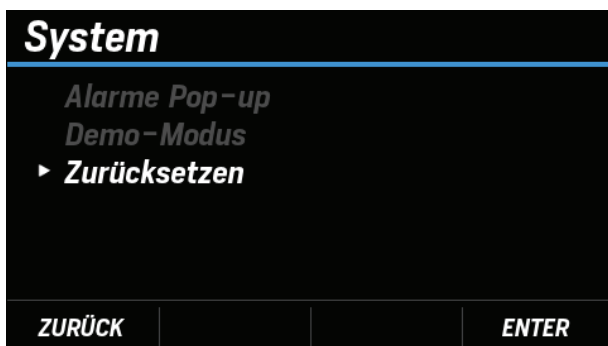 System
Alarme Pop-up
Demo-Modus
Zurücksetzen
ZURÜCK ENTER